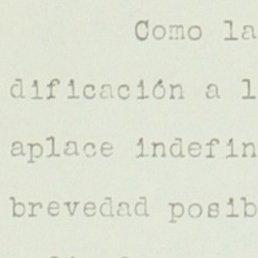 Como la
dificación a l
aplace indefin
brevedad posib